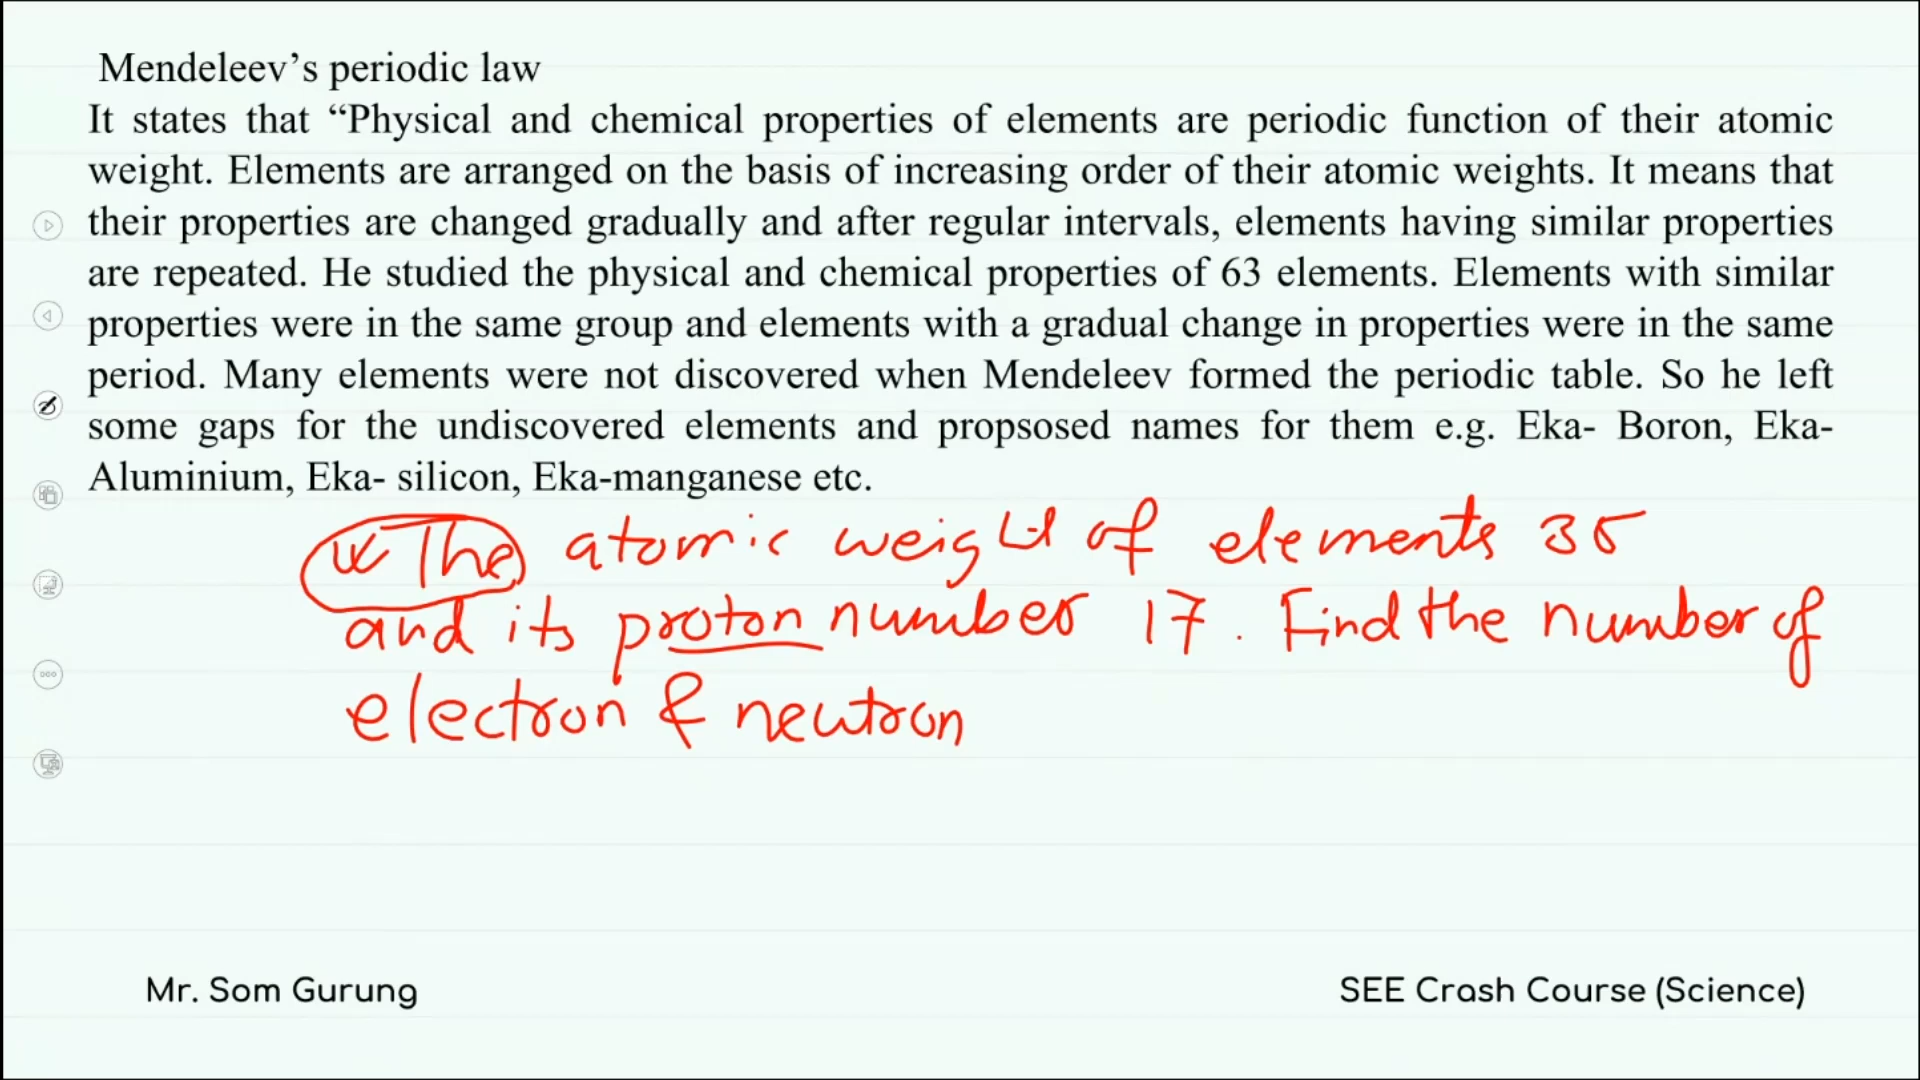 Mendeleev’s periodic law
It states that “Physical and chemical properties of elements are periodic function of their atomic
weight. Elements are arranged on the basis of increasing order of their atomic weights. It means that
their properties are changed gradually and after regular intervals, elements having similar properties
are repeated. He studied the physical and chemical properties of 63 elements. Elements with similar
properties were in the same group and elements with a gradual change in properties were in the same
period. Many elements were not discovered when Mendeleev formed the periodic table. So he left
some gaps for the undiscovered elements and propsosed names for them e.g. Eka- Boron, Eka-
Aluminium, Eka- silicon, Eka-manganese etc.
The atomic weight of elements 35
and its proton number 17. Find the number of
electron & neutron
Mr. Som Gurung
SEE Crash Course (Science)